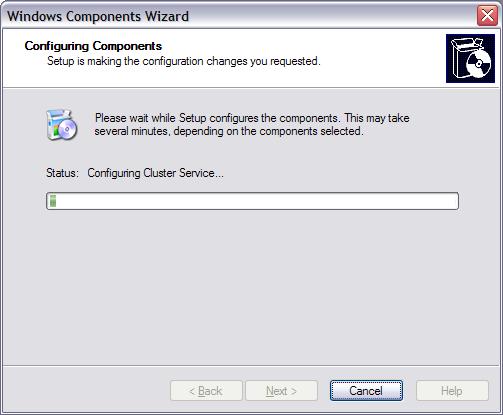 Windows Components Wizard
Configuring Components
Setup is making the configuration changes you requested.
Please wait while Setup configures the components. This may take
several minutes, depending on the components selected.
Status: Configuring Cluster Service...
< Back Next > Cancel Help